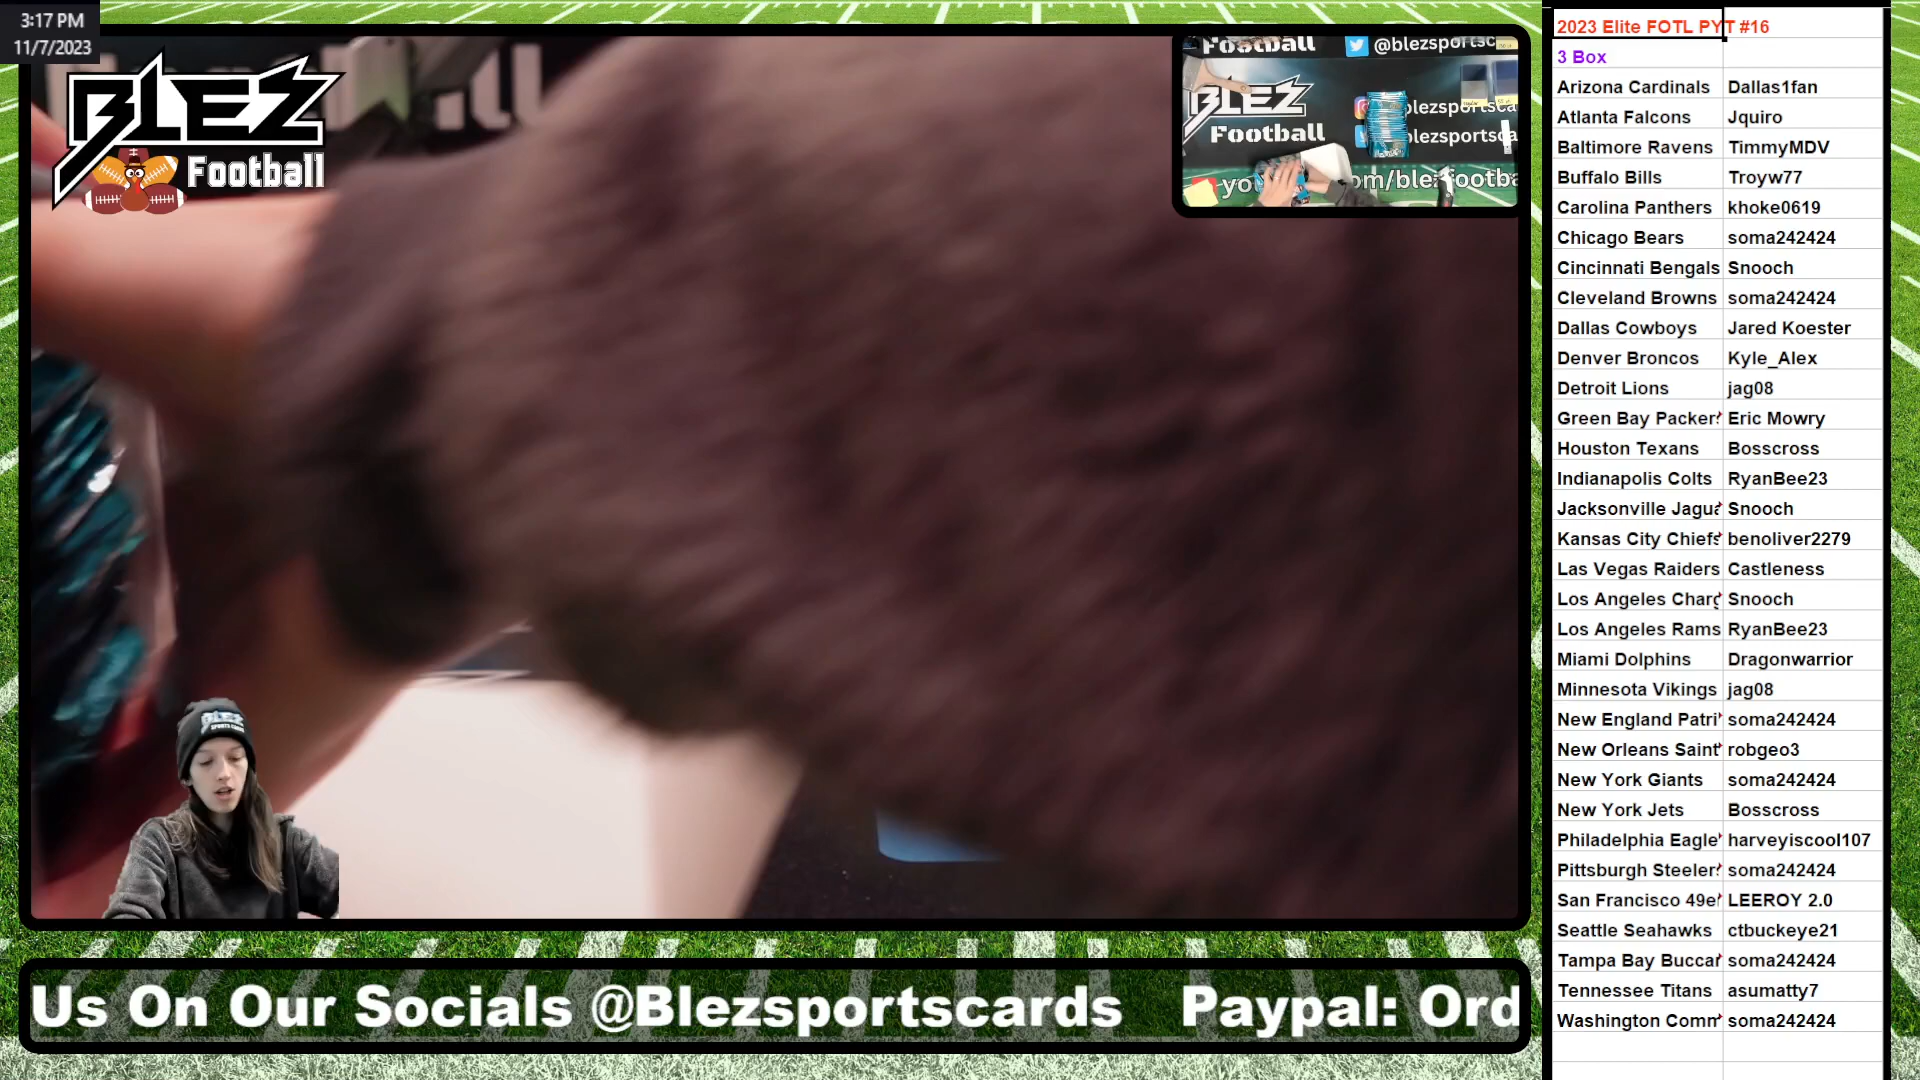 3:17 PM
11/7/2023
BLEZ
Football
Football
@blezsportsc
BLEZ
Football
blezsportsca
blezsportsca
BLEZ
Us On Our Socials @Blezsportscards Paypal: Ord
2023 Elite FOTL PYT #16
3 Box
Arizona Cardinals Dallas1fan
Atlanta Falcons Jquiro
Baltimore Ravens TimmyMDV
Buffalo Bills Troyw77
Carolina Panthers khoke0619
Chicago Bears soma242424
Cincinnati Bengals Snooch
Cleveland Browns soma242424
Dallas Cowboys Jared Koester
Denver Broncos Kyle_Alex
Detroit Lions jag08
Green Bay Packers Eric Mowry
Houston Texans Bosscross
Indianapolis Colts RyanBee23
Jacksonville Jagua Snooch
Kansas City Chiefs benoliver2279
Las Vegas Raiders Castleness
Los Angeles Charg Snooch
Los Angeles Rams RyanBee23
Miami Dolphins Dragonwarrior
Minnesota Vikings jag08
New England Patri soma242424
New Orleans Saint robgeo3
New York Giants soma242424
New York Jets Bosscross
Philadelphia Eagle harveyiscool107
Pittsburgh Steelers soma242424
San Francisco 49er LEEROY 2.0
Seattle Seahawks ctbuckeye21
Tampa Bay Buccan soma242424
Tennessee Titans asumatty7
Washington Comm soma242424